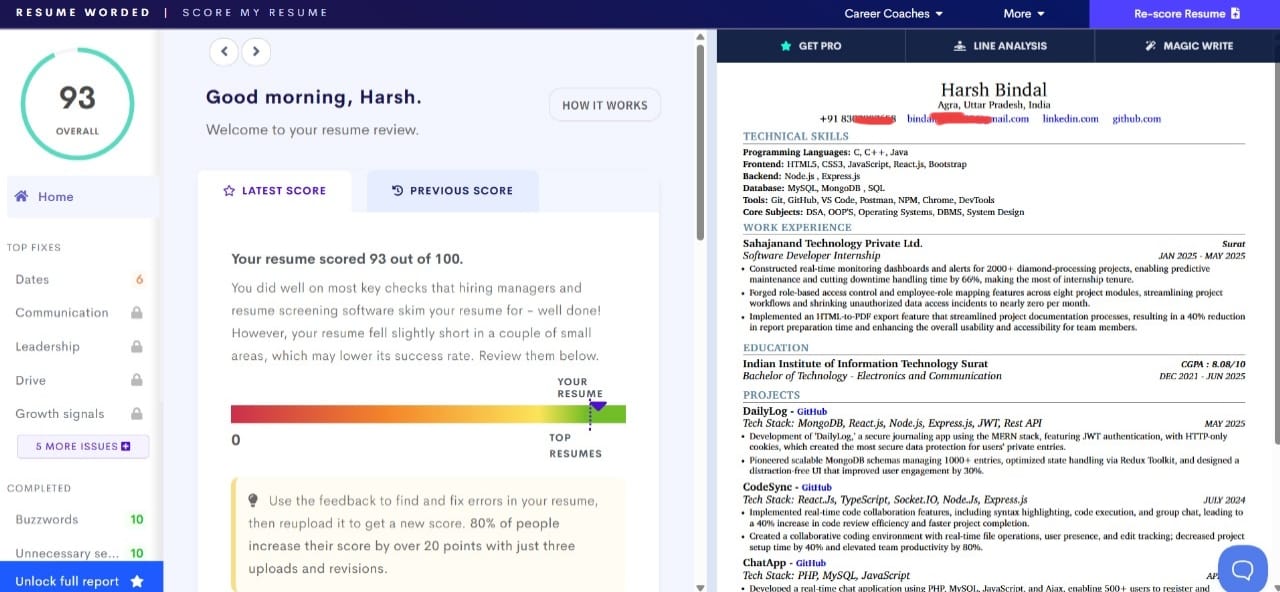 RESUME WORDED | SCORE MY RESUME
Career Coaches
More
Re-score Resume
93
OVERALL
Home
TOP FIXES
Dates 6
Communication
Leadership
Drive
Growth signals
5 MORE ISSUES
COMPLETED
Buzzwords 10
Unnecessary se... 10
Unlock full report
Good morning, Harsh.
Welcome to your resume review.
HOW IT WORKS
LATEST SCORE
PREVIOUS SCORE
Your resume scored 93 out of 100.
You did well on most key checks that hiring managers and
resume screening software skim your resume for – well done!
However, your resume fell slightly short in a couple of small
areas, which may lower its success rate. Review them below.
YOUR
RESUME
0
TOP
RESUMES
Use the feedback to find and fix errors in your resume,
then reupload it to get a new score. 80% of people
increase their score by over 20 points with just three
uploads and revisions.
GET PRO
LINE ANALYSIS
MAGIC WRITE
Harsh Bindal
Agra, Uttar Pradesh, India
+91 linkedin.com github.com
TECHNICAL SKILLS
Programming Languages: C, C++, Java
Frontend: HTML5, CSS3, JavaScript, React.js, Bootstrap
Backend: Node.js , Express.js
Database: MySQL, MongoDB , SQL
Tools: Git, GitHub, VS Code, Postman, NPM, Chrome, DevTools
Core Subjects: DSA, OOP'S, Operating Systems, DBMS, System Design
WORK EXPERIENCE
Sahajanand Technology Private Ltd. Surat
Software Developer Internship JAN 2025 - MAY 2025
• Constructed real-time monitoring dashboards and alerts for 2000+ diamond-processing projects, enabling predictive
maintenance and cutting downtime handling time by 66%, making the most of internship tenure.
• Forged role-based access control and employee-role mapping features across eight project modules, streamlining project
workflows and shrinking unauthorized data access incidents to nearly zero per month.
• Implemented an HTML-to-PDF export feature that streamlined project documentation processes, resulting in a 40% reduction
in report preparation time and enhancing the overall usability and accessibility for team members.
EDUCATION
Indian Institute of Information Technology Surat CGPA : 8.08/10
Bachelor of Technology - Electronics and Communication DEC 2021 - JUN 2025
PROJECTS
DailyLog - GitHub
Tech Stack: MongoDB, React.js, Node.js, Express.js, JWT, Rest API MAY 2025
• Development of 'DailyLog,' a secure journaling app using the MERN stack, featuring JWT authentication, with HTTP-only
cookies, which created the most secure data protection for users' private entries.
• Pioneered scalable MongoDB schemas managing 1000+ entries, optimized state handling via Redux Toolkit, and designed a
distraction-free UI that improved user engagement by 30%.
CodeSync - GitHub
Tech Stack: React.Js, TypeScript, Socket.IO, Node.Js, Express.js JULY 2024
• Implemented real-time code collaboration features, including syntax highlighting, code execution, and group chat, leading to
a 40% increase in code review efficiency and faster project completion.
• Created a collaborative coding environment with real-time file operations, user presence, and edit tracking; decreased project
setup time by 40% and elevated team productivity by 80%.
ChatApp - GitHub
Tech Stack: PHP, MySQL, JavaScript
• Developed a real-time chat application using PHP, MySQL, JavaScript, and Ajax, enabling 500+ users to register and